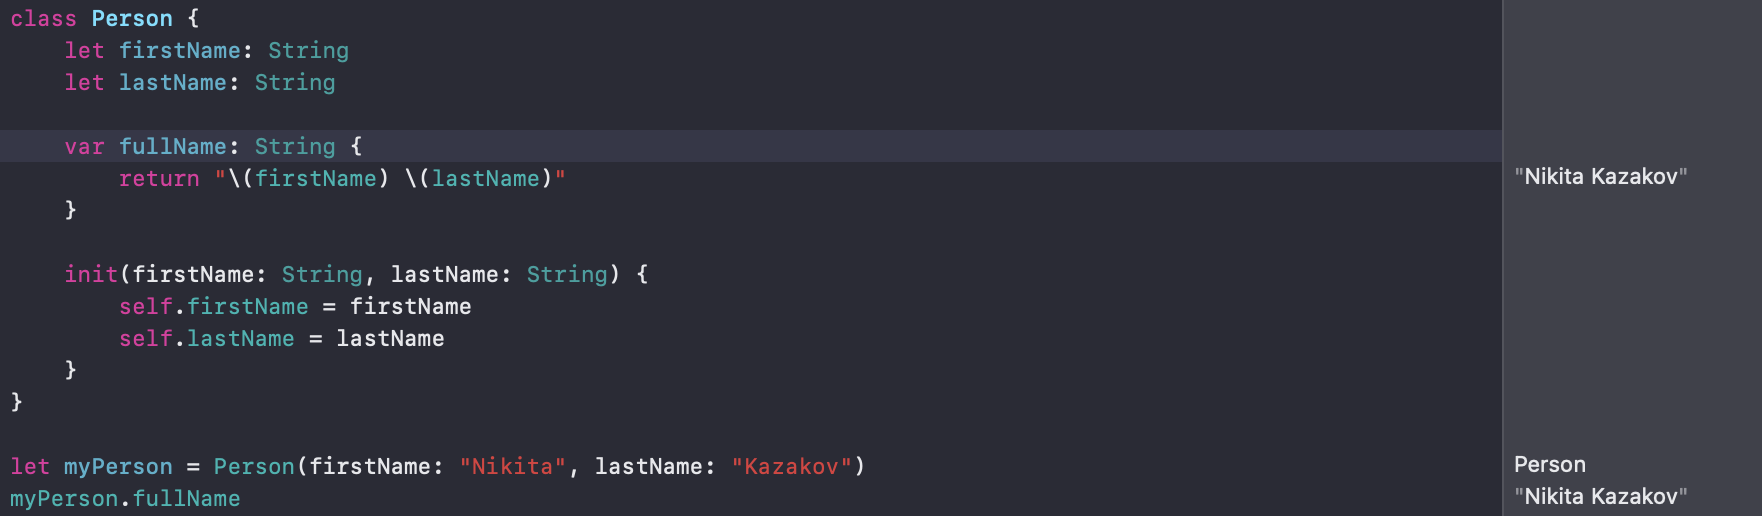 class Person {
    let firstName: String
    let lastName: String

    var fullName: String {
        return "\(firstName) \(lastName)"
"Nikita Kazakov"
    }

    init(firstName: String, lastName: String) {
        self.firstName = firstName
        self.lastName = lastName
    }
}

let myPerson = Person(firstName: "Nikita", lastName: "Kazakov")
Person
myPerson.fullName
"Nikita Kazakov"